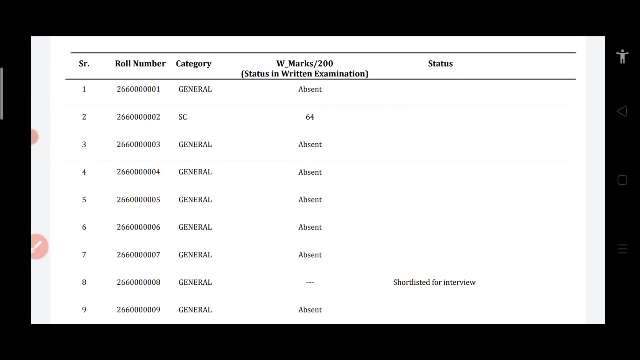 Sr. Roll Number Category W_Marks/200 Status
(Status in Written Examination)
1 2660000001 GENERAL Absent
2 2660000002 SC 64
3 2660000003 GENERAL Absent
4 2660000004 GENERAL Absent
5 2660000005 GENERAL Absent
6 2660000006 GENERAL Absent
7 2660000007 GENERAL Absent
8 2660000008 GENERAL --- Shortlisted for interview
9 2660000009 GENERAL Absent